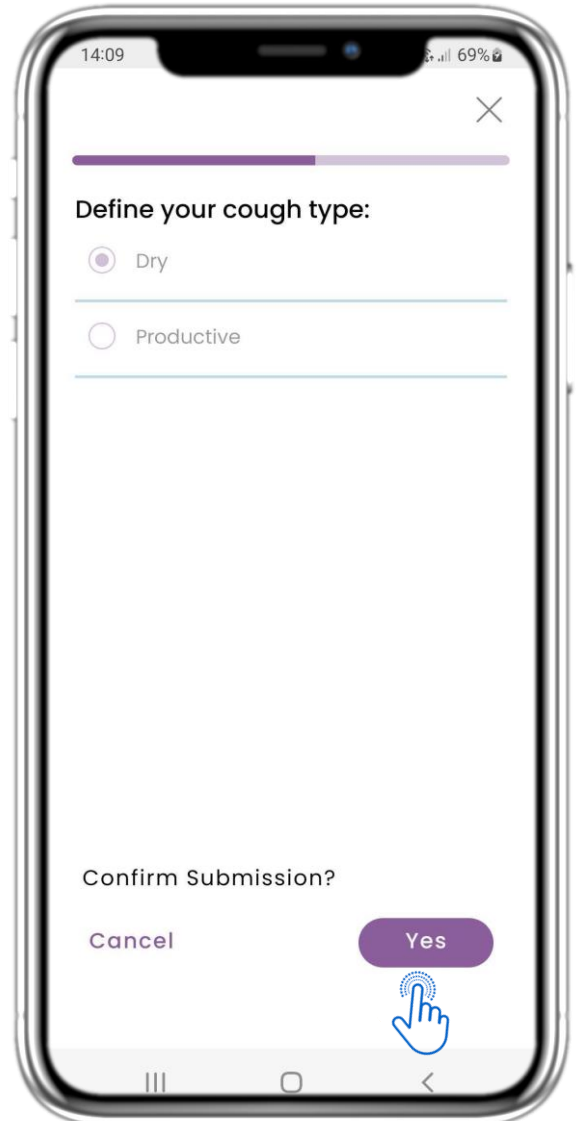 14:09
69%
Define your cough type:
Dry
Productive
Confirm Submission?
Cancel
Yes